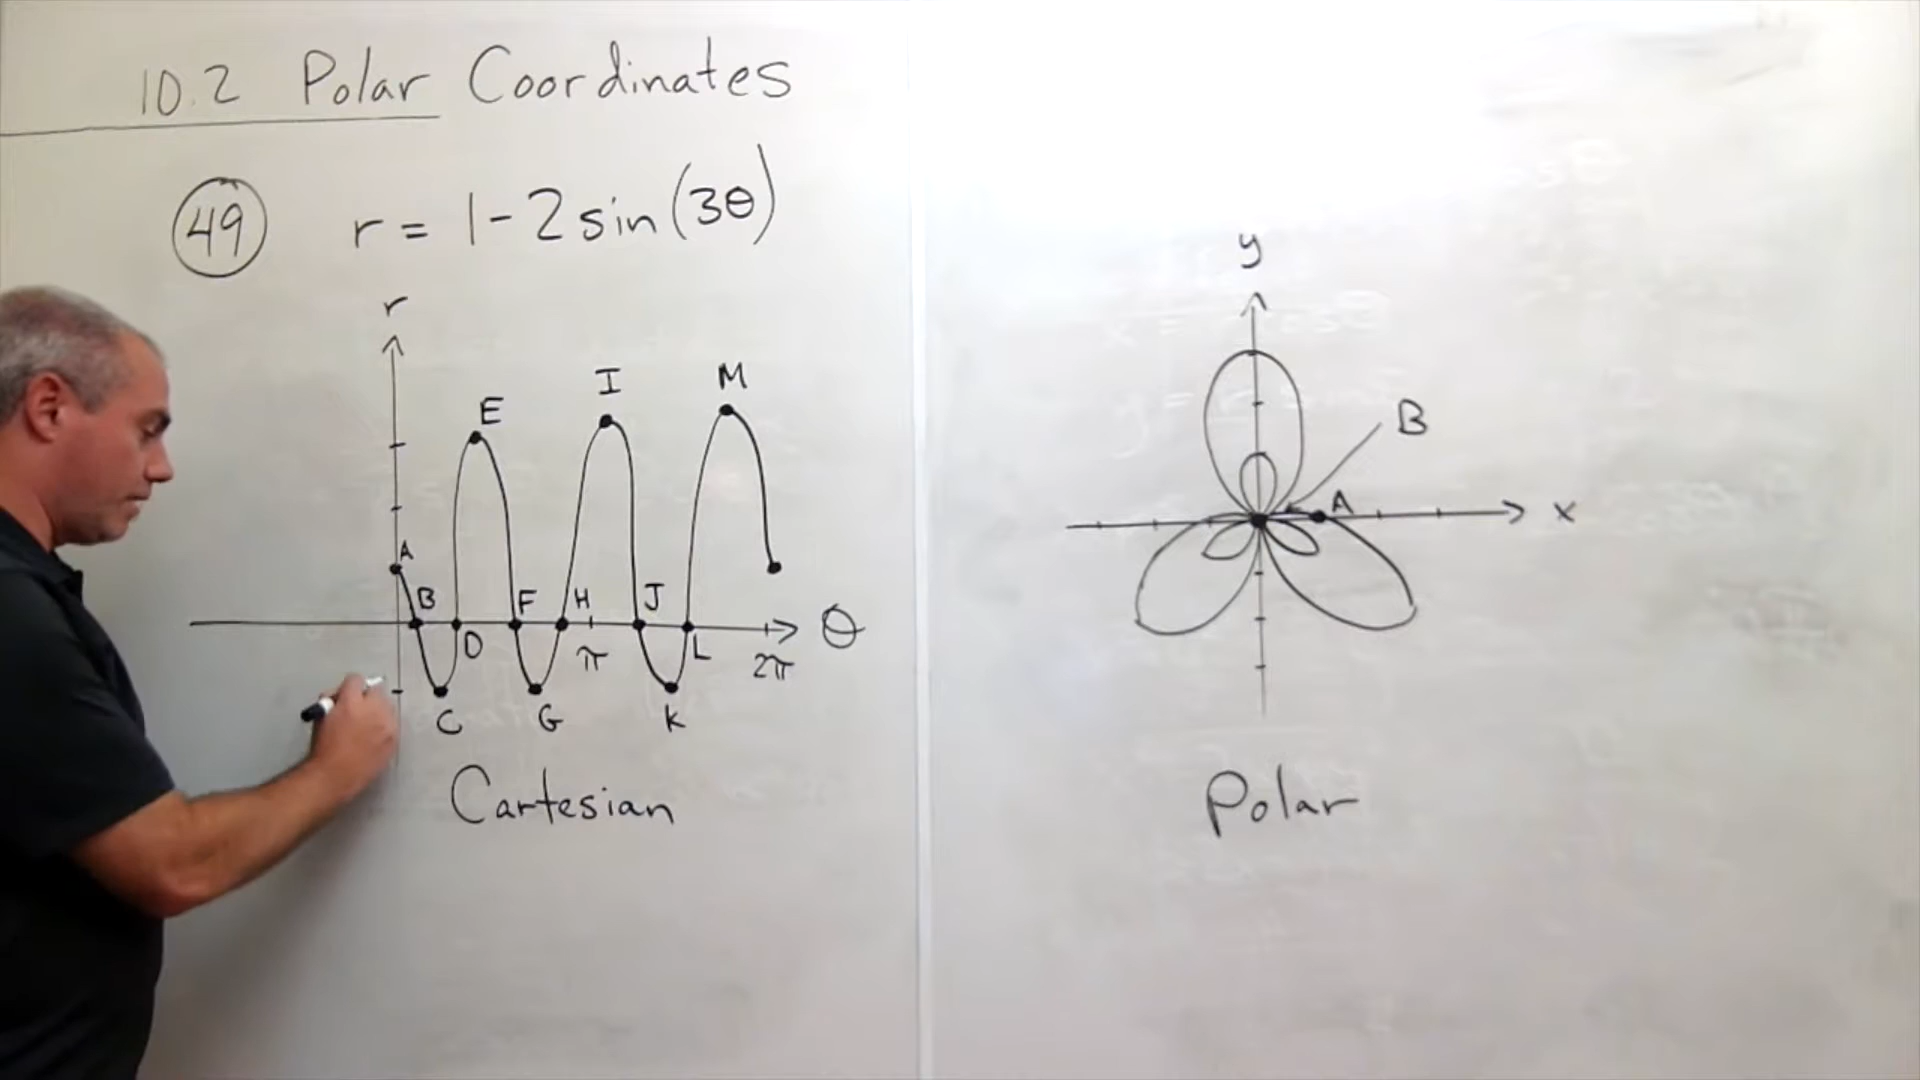 10.2 Polar Coordinates
49 r = 1-2sin(3θ)
r
E I M
A B D F H J L θ
π 2π
C G K
Cartesian
y
B
A x
Polar